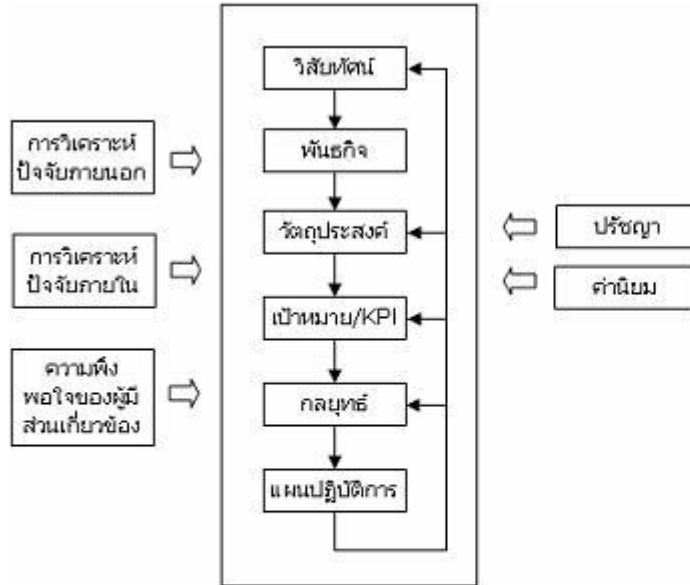 วิสัยทัศน์
พันธกิจ
วัตถุประสงค์
เป้าหมาย/KPI
กลยุทธ์
แผนปฏิบัติการ
การวิเคราะห์
ปัจจัยภายนอก
การวิเคราะห์
ปัจจัยภายใน
ความพึง
พอใจของผู้มี
ส่วนเกี่ยวข้อง
ปรัชญา
ค่านิยม